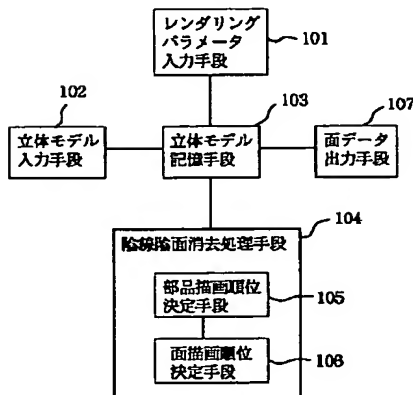 レンダリング
パラメータ
入力手段
101
102
立体モデル
入力手段
103
立体モデル
記憶手段
107
面データ
出力手段
104
陰線陰面消去処理手段
部品描画順位
決定手段
105
面描画順位
決定手段
106